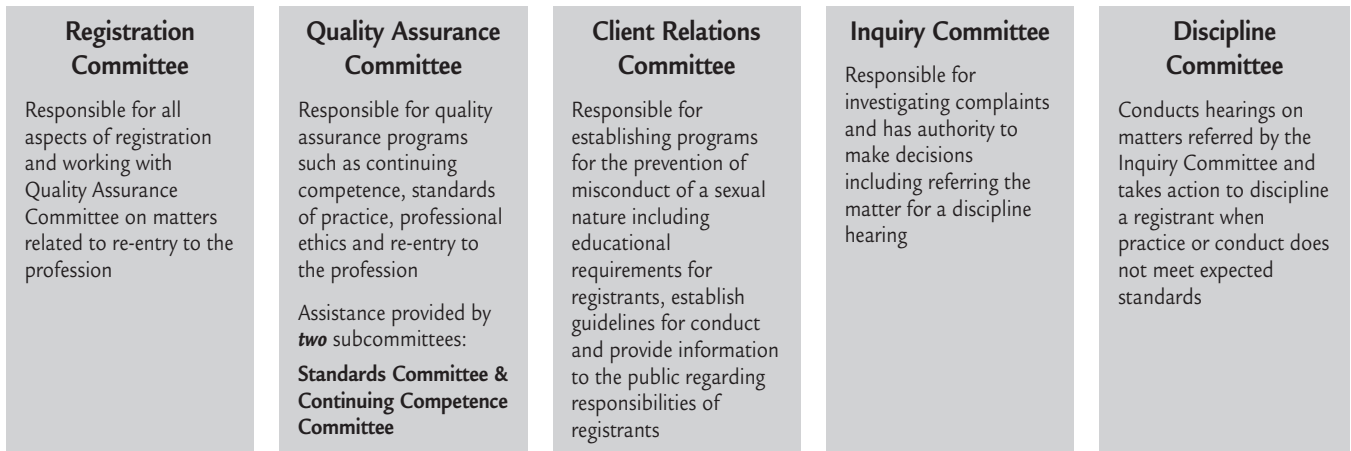 Registration
Committee
Responsible for all
aspects of registration
and working with
Quality Assurance
Committee on matters
related to re-entry to the
profession
Quality Assurance
Committee
Responsible for quality
assurance programs
such as continuing
competence, standards
of practice, professional
ethics and re-entry to
the profession
Assistance provided by
two subcommittees:
Standards Committee &
Continuing Competence
Committee
Client Relations
Committee
Responsible for
establishing programs
for the prevention of
misconduct of a sexual
nature including
educational
requirements for
registrants, establish
guidelines for conduct
and provide information
to the public regarding
responsibilities of
registrants
Inquiry Committee
Responsible for
investigating complaints
and has authority to
make decisions
including referring the
matter for a discipline
hearing
Discipline
Committee
Conducts hearings on
matters referred by the
Inquiry Committee and
takes action to discipline
a registrant when
practice or conduct does
not meet expected
standards